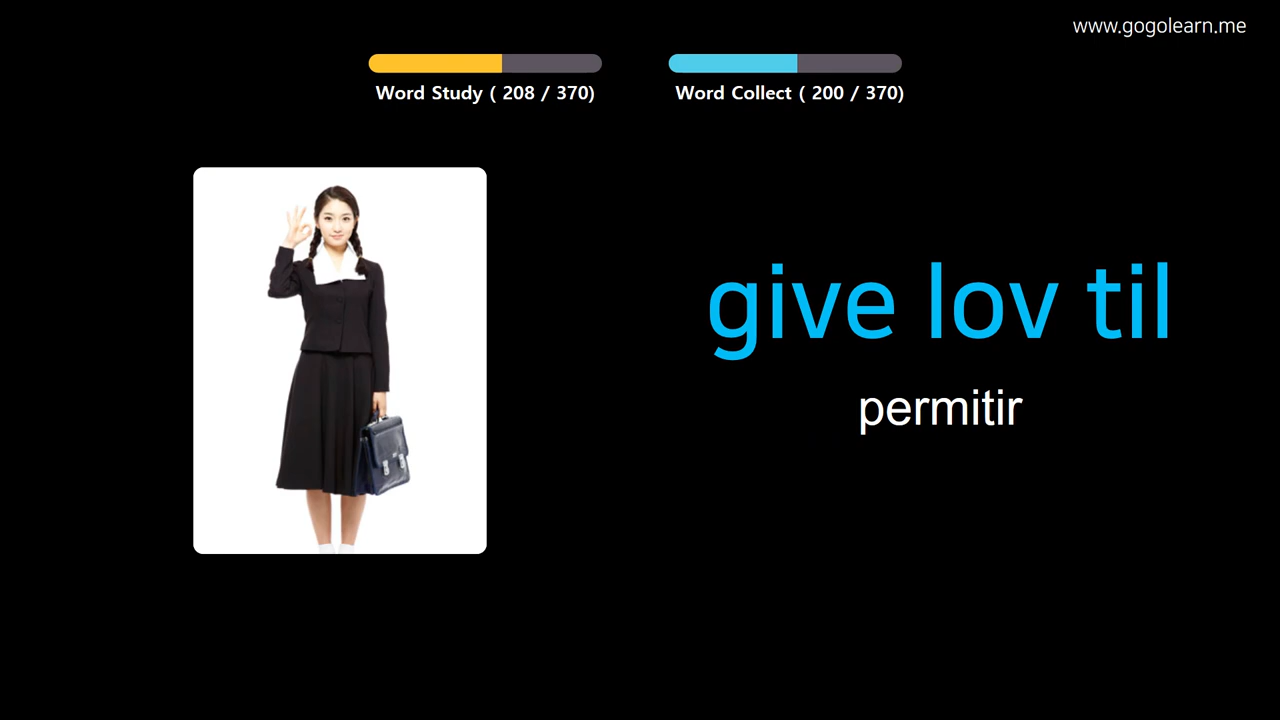 www.gogolearn.me
Word Study ( 208 / 370)
Word Collect ( 200 / 370)
give lov til
permitir